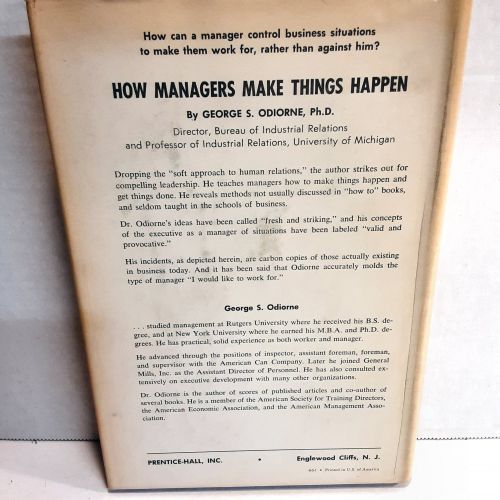 How can a manager control business situations
to make them work for, rather than against him?
HOW MANAGERS MAKE THINGS HAPPEN
By GEORGE S. ODIORNE, Ph.D.
Director, Bureau of Industrial Relations
and Professor of Industrial Relations, University of Michigan
Dropping the "soft approach to human relations," the author strikes out for
compelling leadership. He teaches managers how to make things happen and
get things done. He reveals methods not usually discussed in "how to" books,
and seldom taught in the schools of business.
Dr. Odiorne's ideas have been called "fresh and striking," and his concepts
of the executive as a manager of situations have been labeled "valid and
provocative."
His incidents, as depicted herein, are carbon copies of those actually existing
in business today. And it has been said that Odiorne accurately molds the
type of manager "I would like to work for."
George S. Odiorne
. . . studied management at Rutgers University where he received his B.S. de-
gree, and at New York University where he earned his M.B.A. and Ph.D. de-
grees. He has practical, solid experience as both worker and manager.
He advanced through the positions of inspector, assistant foreman, foreman,
and supervisor with the American Can Company. Later he joined General
Mills, Inc. as the Assistant Director of Personnel. He has also consulted ex-
tensively on executive development with many other organizations.
Dr. Odiorne is the author of scores of published articles and co-author of
several books. He is a member of the American Society for Training Directors,
the American Economic Association, and the American Management Asso-
ciation.
PRENTICE-HALL, INC. • Englewood Cliffs, N. J.
• Printed in U.S. of America